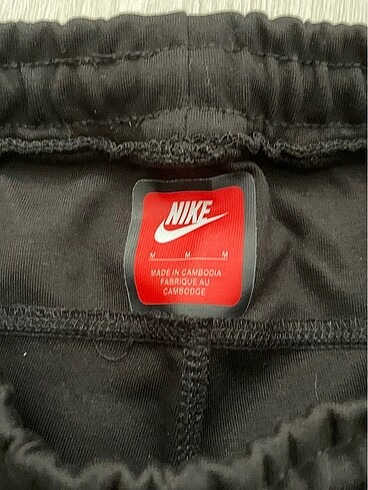 NIKE
M M M
MADE IN CAMBODIA
FABRIQUE AU
CAMBODGE